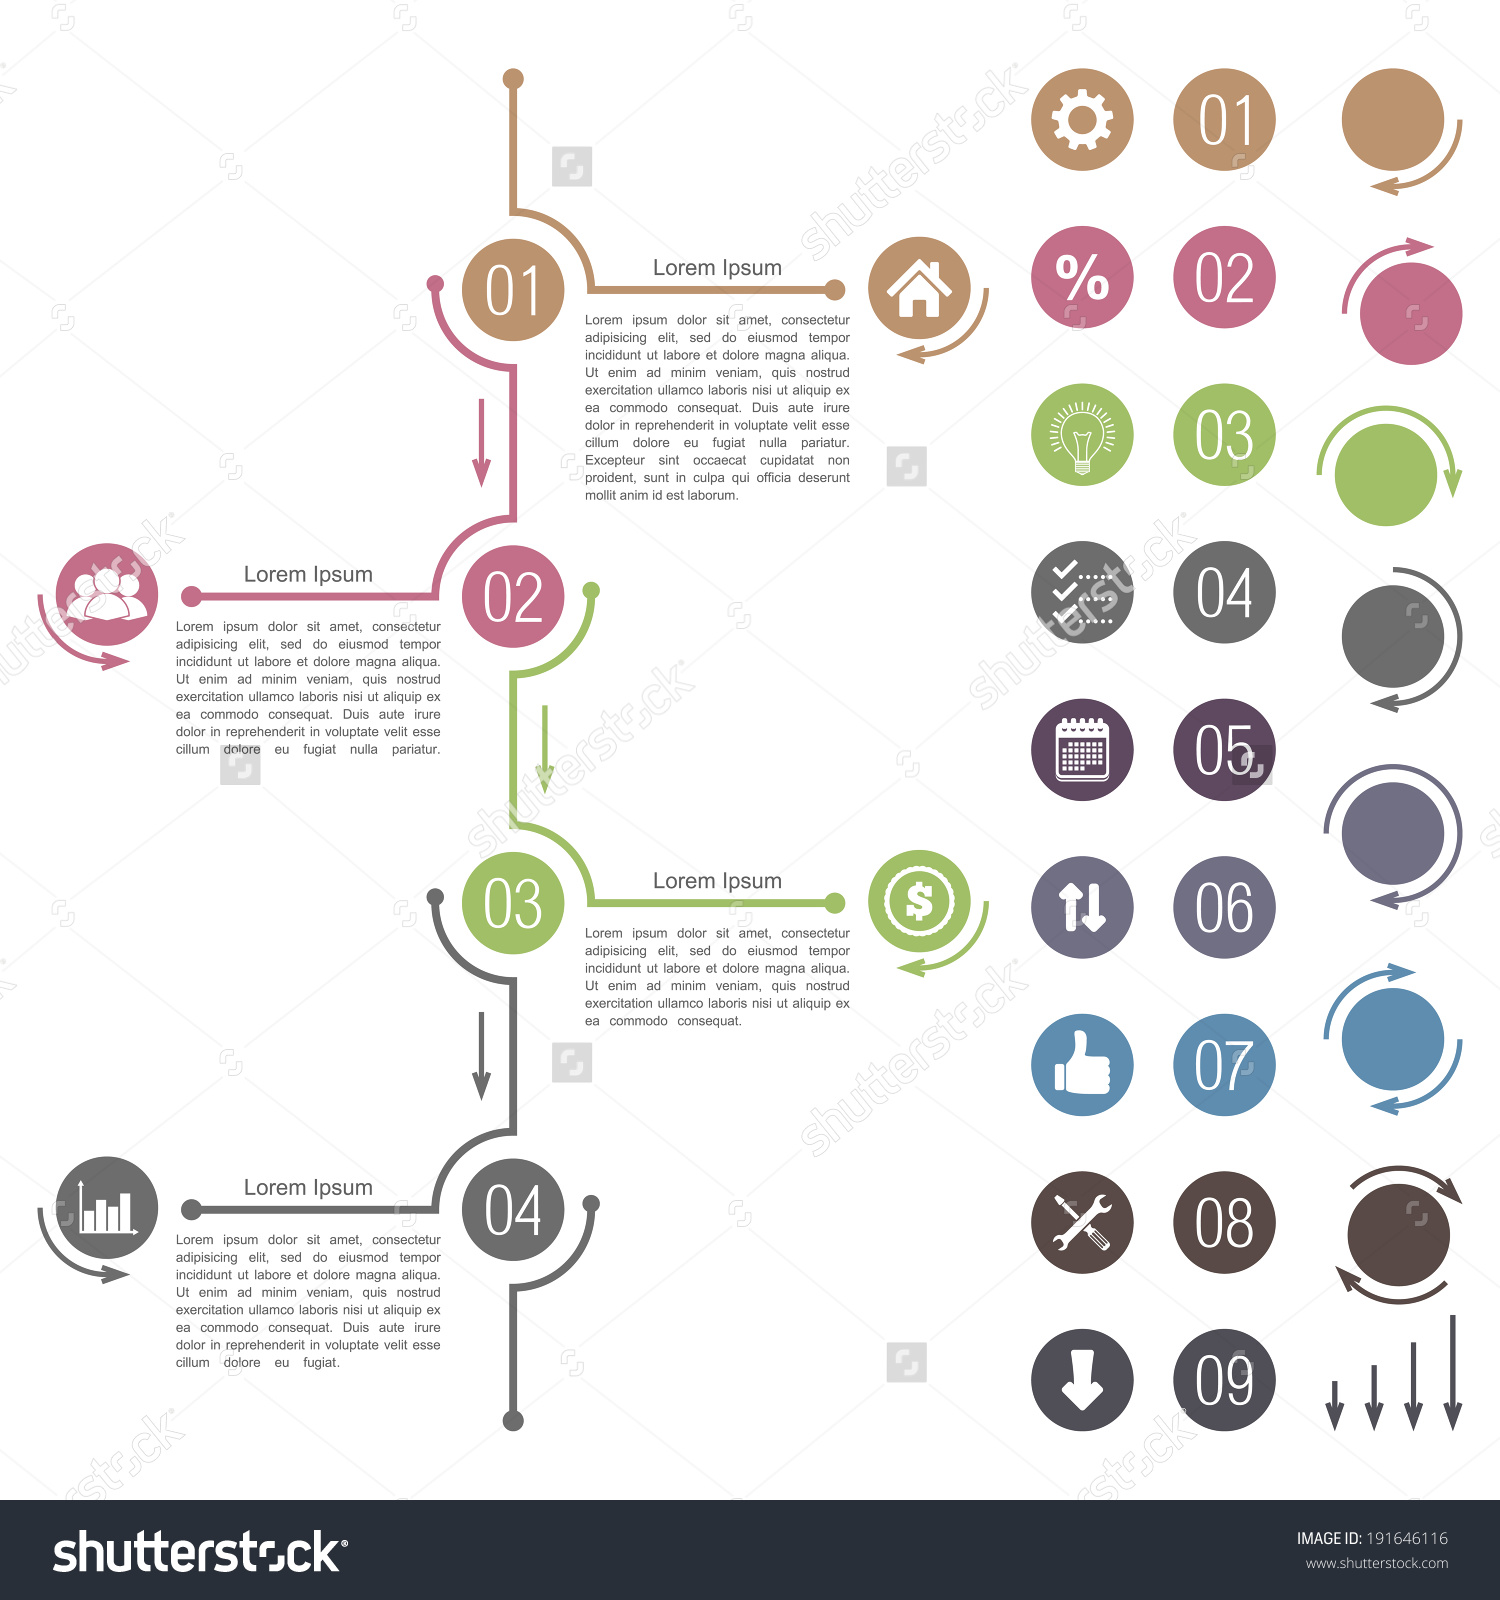 01
Lorem Ipsum
Lorem ipsum dolor sit amet, consectetur
adipisicing elit, sed do eiusmod tempor
incididunt ut labore et dolore magna aliqua.
Ut enim ad minim veniam, quis nostrud
exercitation ullamco laboris nisi ut aliquip ex
ea commodo consequat. Duis aute irure
dolor in reprehenderit in voluptate velit esse
cillum dolore eu fugiat nulla pariatur.
Excepteur sint occaecat cupidatat non
proident, sunt in culpa qui officia deserunt
mollit anim id est laborum.
02
Lorem Ipsum
Lorem ipsum dolor sit amet, consectetur
adipisicing elit, sed do eiusmod tempor
incididunt ut labore et dolore magna aliqua.
Ut enim ad minim veniam, quis nostrud
exercitation ullamco laboris nisi ut aliquip ex
ea commodo consequat. Duis aute irure
dolor in reprehenderit in voluptate velit esse
cillum dolore eu fugiat nulla pariatur.
03
Lorem Ipsum
$
Lorem ipsum dolor sit amet, consectetur
adipisicing elit, sed do eiusmod tempor
incididunt ut labore et dolore magna aliqua.
Ut enim ad minim veniam, quis nostrud
exercitation ullamco laboris nisi ut aliquip ex
ea commodo consequat.
04
Lorem Ipsum
Lorem ipsum dolor sit amet, consectetur
adipisicing elit, sed do eiusmod tempor
incididunt ut labore et dolore magna aliqua.
Ut enim ad minim veniam, quis nostrud
exercitation ullamco laboris nisi ut aliquip ex
ea commodo consequat. Duis aute irure
dolor in reprehenderit in voluptate velit esse
cillum dolore eu fugiat.
01
% 02
03
04
05
06
07
08
09
shutterstock
shutterstock
shutterstock
shutterstock
shutterstock
shutterstock
shutterstock®
IMAGE ID: 191646116
www.shutterstock.com